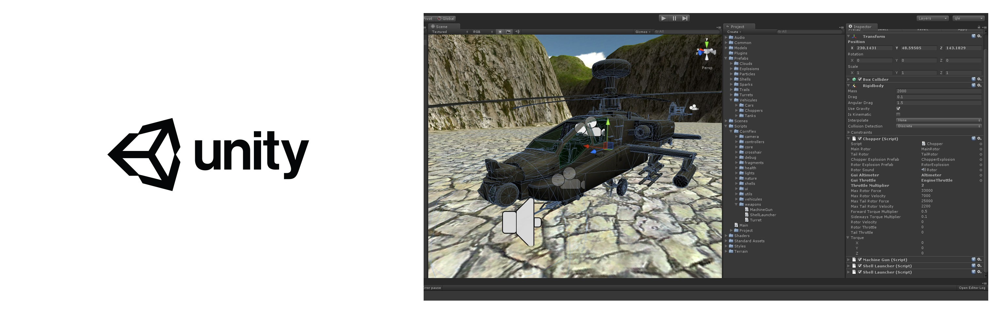 unity
Pivot Global
Layers
qle
Scene
Textured RGB Gizmos All
y
x
z
Persp
Project
Create All
Audio
Common
Models
Plugins
Prefabs
Clouds
Explosions
Particles
Shells
Sparks
Trails
Turrets
Vehicules
Cars
Choppers
Tanks
Scenes
Scripts
CornFlex
camera
controllers
core
crosshair
debug
fragments
health
lights
nature
shells
ui
utils
vehicules
weapons
MachineGun
ShellLauncher
Turret
Main
Project
Shaders
Standard Assets
Styles
Terrain
Inspector
Prefab Select Revert Apply
Transform
Position
X 230.1431 Y 48.59505 Z 143.1829
Rotation
X 0 Y 0 Z 0
Scale
X 1 Y 1 Z 1
Box Collider
Rigidbody
Mass 2000
Drag 0.1
Angular Drag 1.5
Use Gravity
Is Kinematic
Interpolate None
Collision Detection Discrete
Constraints
Chopper (Script)
Script Chopper
Main Rotor MainRotor
Tail Rotor TailRotor
Chopper Explosion Prefab ChopperExplosion
Rotor Explosion Prefab RotorExplosion
Rotor Sound Rotor
Gui Altimeter Altimeter
Gui Throttle EngineThrottle
Throttle Multiplier 2
Max Rotor Force 33000
Max Rotor Velocity 7000
Max Tail Rotor Force 25000
Max Tail Rotor Velocity 2200
Forward Torque Multiplier 0.5
Sideways Torque Multiplier 0.1
Rotor Velocity 0
Rotor Throttle 0
Tail Throttle 0
Torque
X 0
Y 0
Z 0
Machine Gun (Script)
Shell Launcher (Script)
Shell Launcher (Script)
Error pause
Open Editor Log